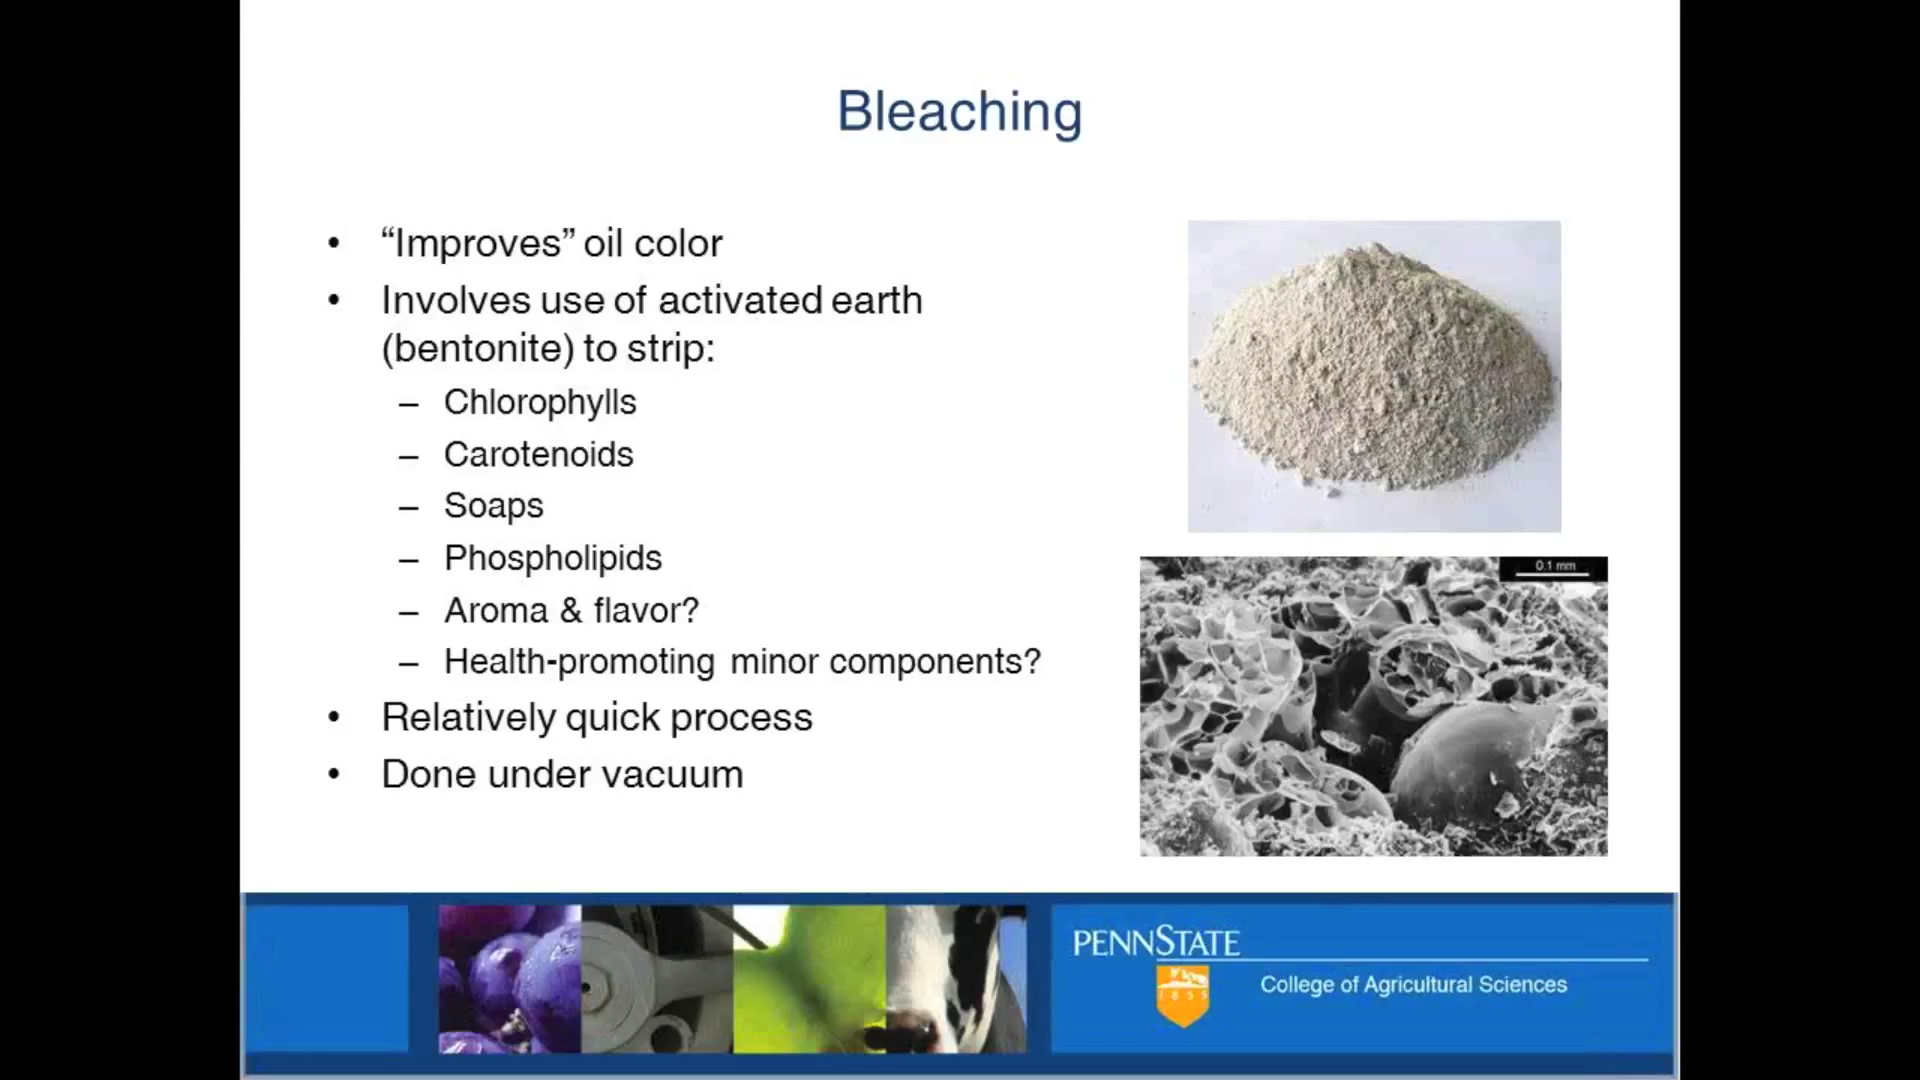 Bleaching
• “Improves” oil color
• Involves use of activated earth
(bentonite) to strip:
– Chlorophylls
– Carotenoids
– Soaps
– Phospholipids
– Aroma & flavor?
– Health-promoting minor components?
• Relatively quick process
• Done under vacuum
0.1 mm
PENNSTATE
1855
College of Agricultural Sciences